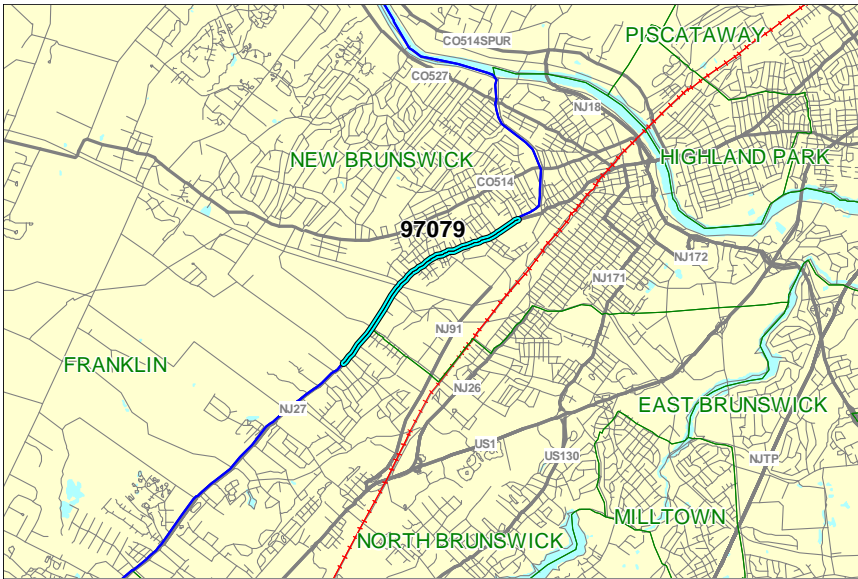 CO514SPUR
PISCATAWAY
CO527
NJ18
NEW BRUNSWICK
HIGHLAND PARK
CO514
97079
NJ172
NJ171
NJ91
FRANKLIN
NJ26
NJ27
EAST BRUNSWICK
US1
US130
NJTP
MILLTOWN
NORTH BRUNSWICK